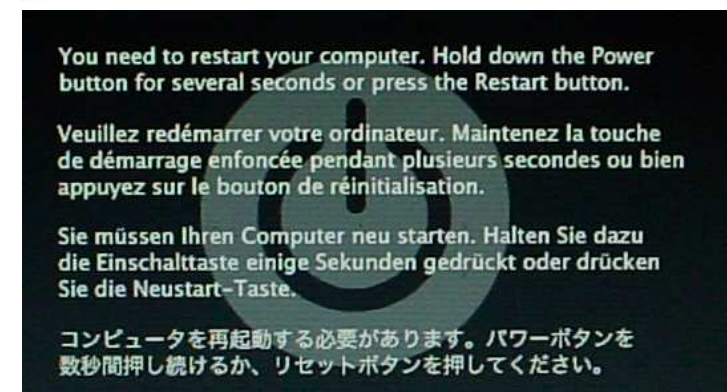 You need to restart your computer. Hold down the Power
button for several seconds or press the Restart button.
Veuillez redémarrer votre ordinateur. Maintenez la touche
de démarrage enfoncée pendant plusieurs secondes ou bien
appuyez sur le bouton de réinitialisation.
Sie müssen Ihren Computer neu starten. Halten Sie dazu
die Einschalttaste einige Sekunden gedrückt oder drücken
Sie die Neustart-Taste.
コンピュータを再起動する必要があります。パワーボタンを
数秒間押し続けるか、リセットボタンを押してください。